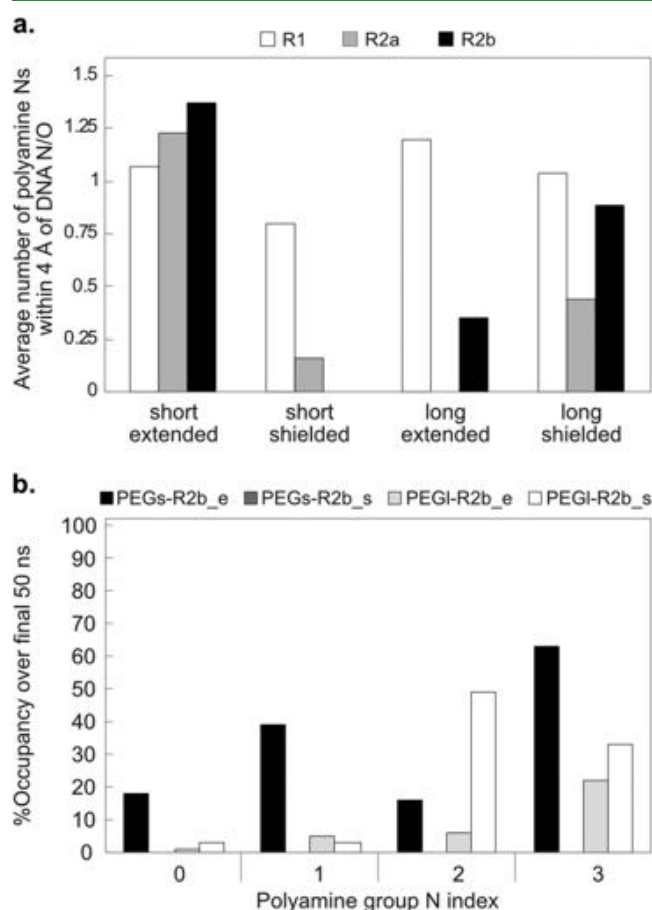 a.
R1 R2a R2b
Average number of polyamine Ns
within 4 Å of DNA N/O
1.5
1.25
1
0.75
0.5
0.25
0
short
extended
short
shielded
long
extended
long
shielded
b.
PEGs-R2b_e PEGs-R2b_s PEGl-R2b_e PEGl-R2b_s
%Occupancy over final 50 ns
100
90
80
70
60
50
40
30
20
10
0
0 1 2 3
Polyamine group N index